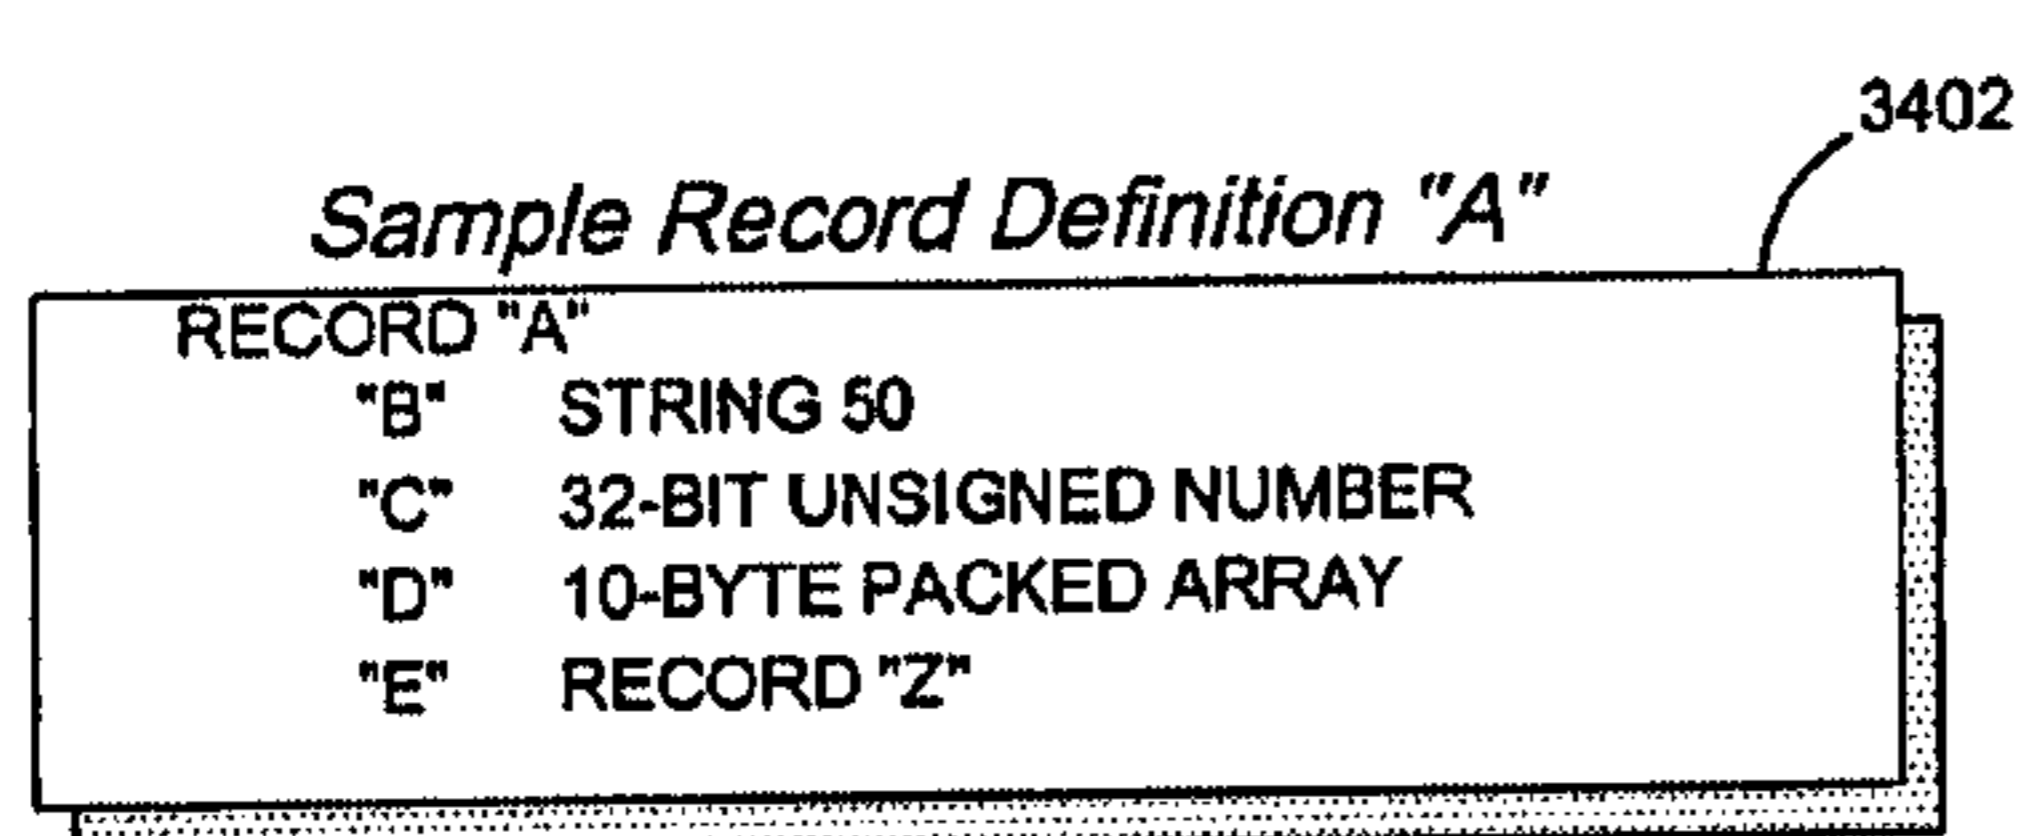 3402
Sample Record Definition "A"
RECORD "A"
"B" STRING 50
"C" 32-BIT UNSIGNED NUMBER
"D" 10-BYTE PACKED ARRAY
"E" RECORD "Z"